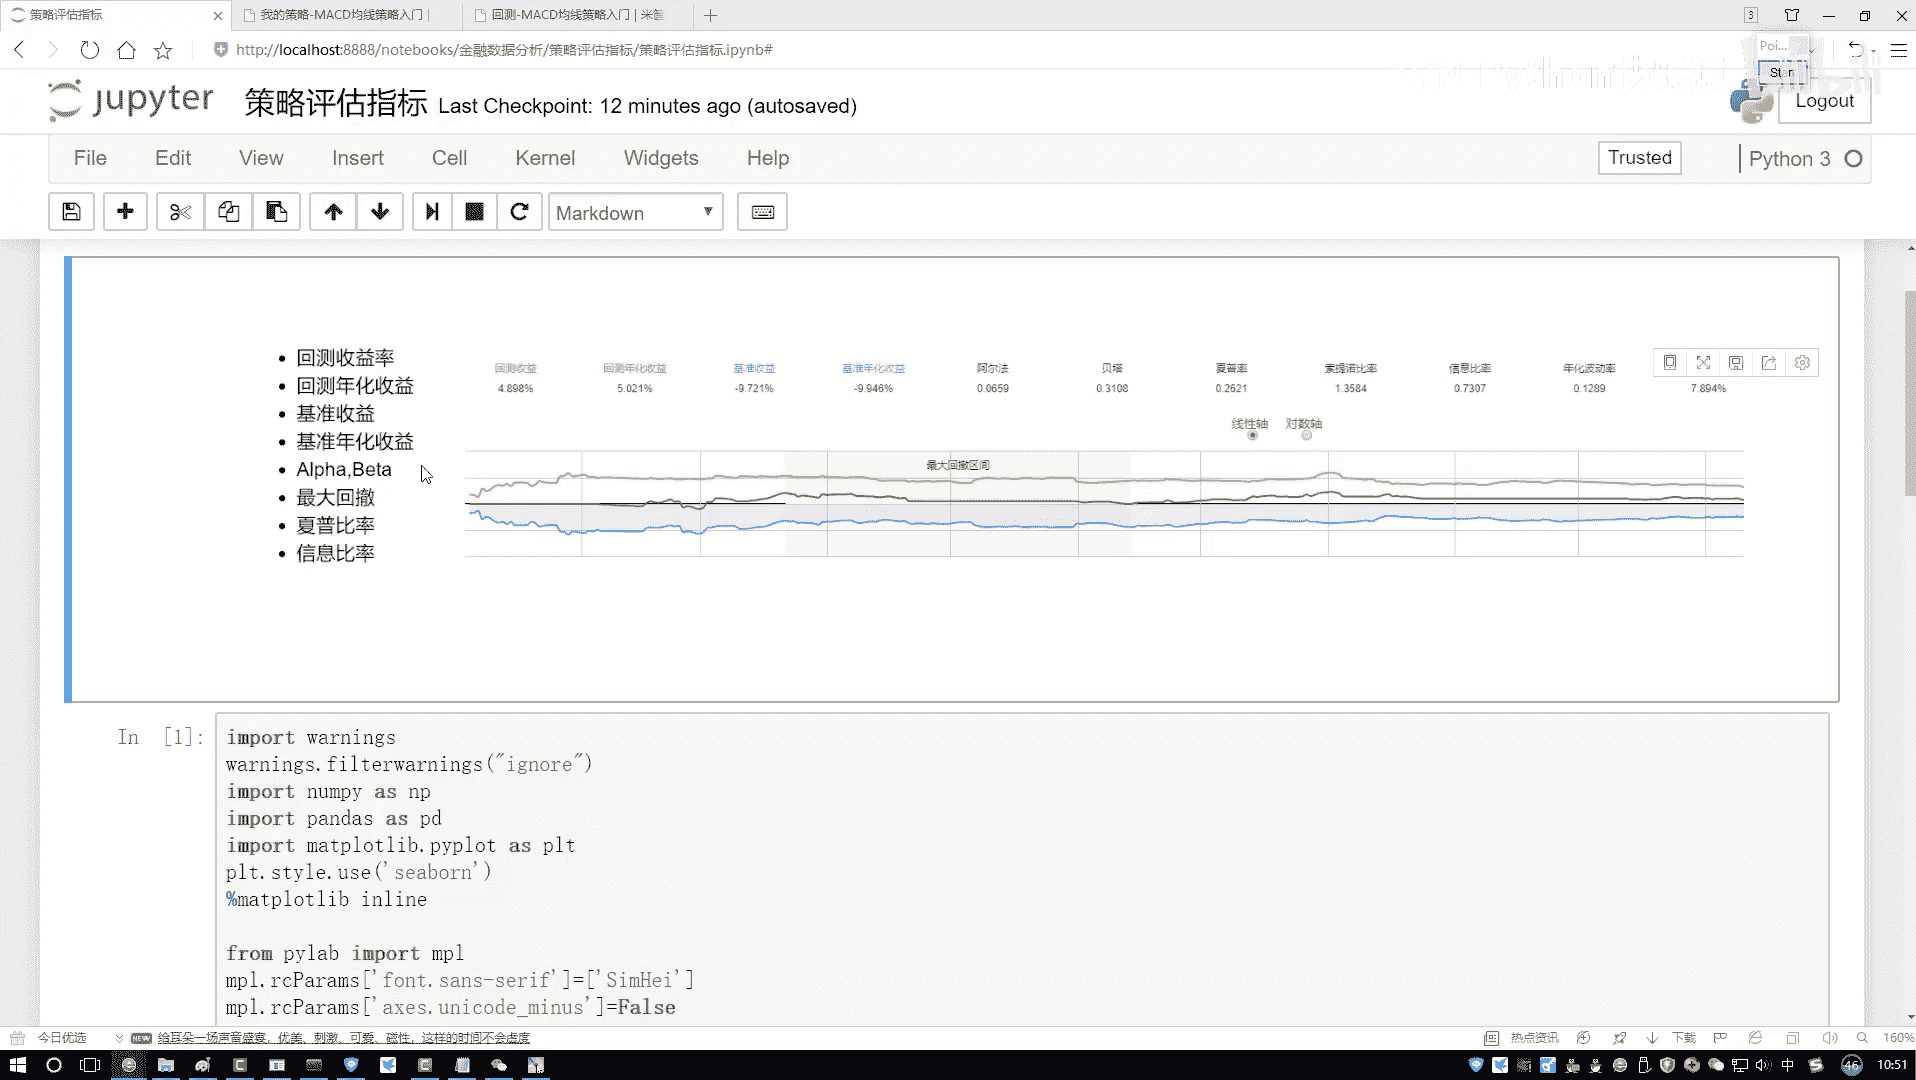 策略评估指标
我的策略-MACD均线策略入门 |
回测-MACD均线策略入门 | 米筐
3
http://localhost:8888/notebooks/金融数据分析/策略评估指标/策略评估指标.ipynb#
Poi...
Start
jupyter 策略评估指标 Last Checkpoint: 12 minutes ago (autosaved)
Logout
File Edit View Insert Cell Kernel Widgets Help
Trusted
Python 3
Markdown
回测收益率
回测年化收益
基准收益
基准年化收益
Alpha,Beta
最大回撤
夏普比率
信息比率
回测收益 回测年化收益 基准收益 基准年化收益 阿尔法 贝塔 夏普率 索提诺比率 信息比率 年化波动率
4.898% 5.021% -9.721% -9.946% 0.0659 0.3108 0.2621 1.3584 0.7307 0.1289 7.894%
线性轴 对数轴
最大回撤区间
In [1]:
import warnings
warnings.filterwarnings("ignore")
import numpy as np
import pandas as pd
import matplotlib.pyplot as plt
plt.style.use('seaborn')
%matplotlib inline
from pylab import mpl
mpl.rcParams['font.sans-serif']=['SimHei']
mpl.rcParams['axes.unicode_minus']=False
今日优选
NEW 给耳朵一场声音盛宴，优美、刺激、可爱、磁性，这样的时间不会虚度
热点资讯
下载
160%
中
46
10:51